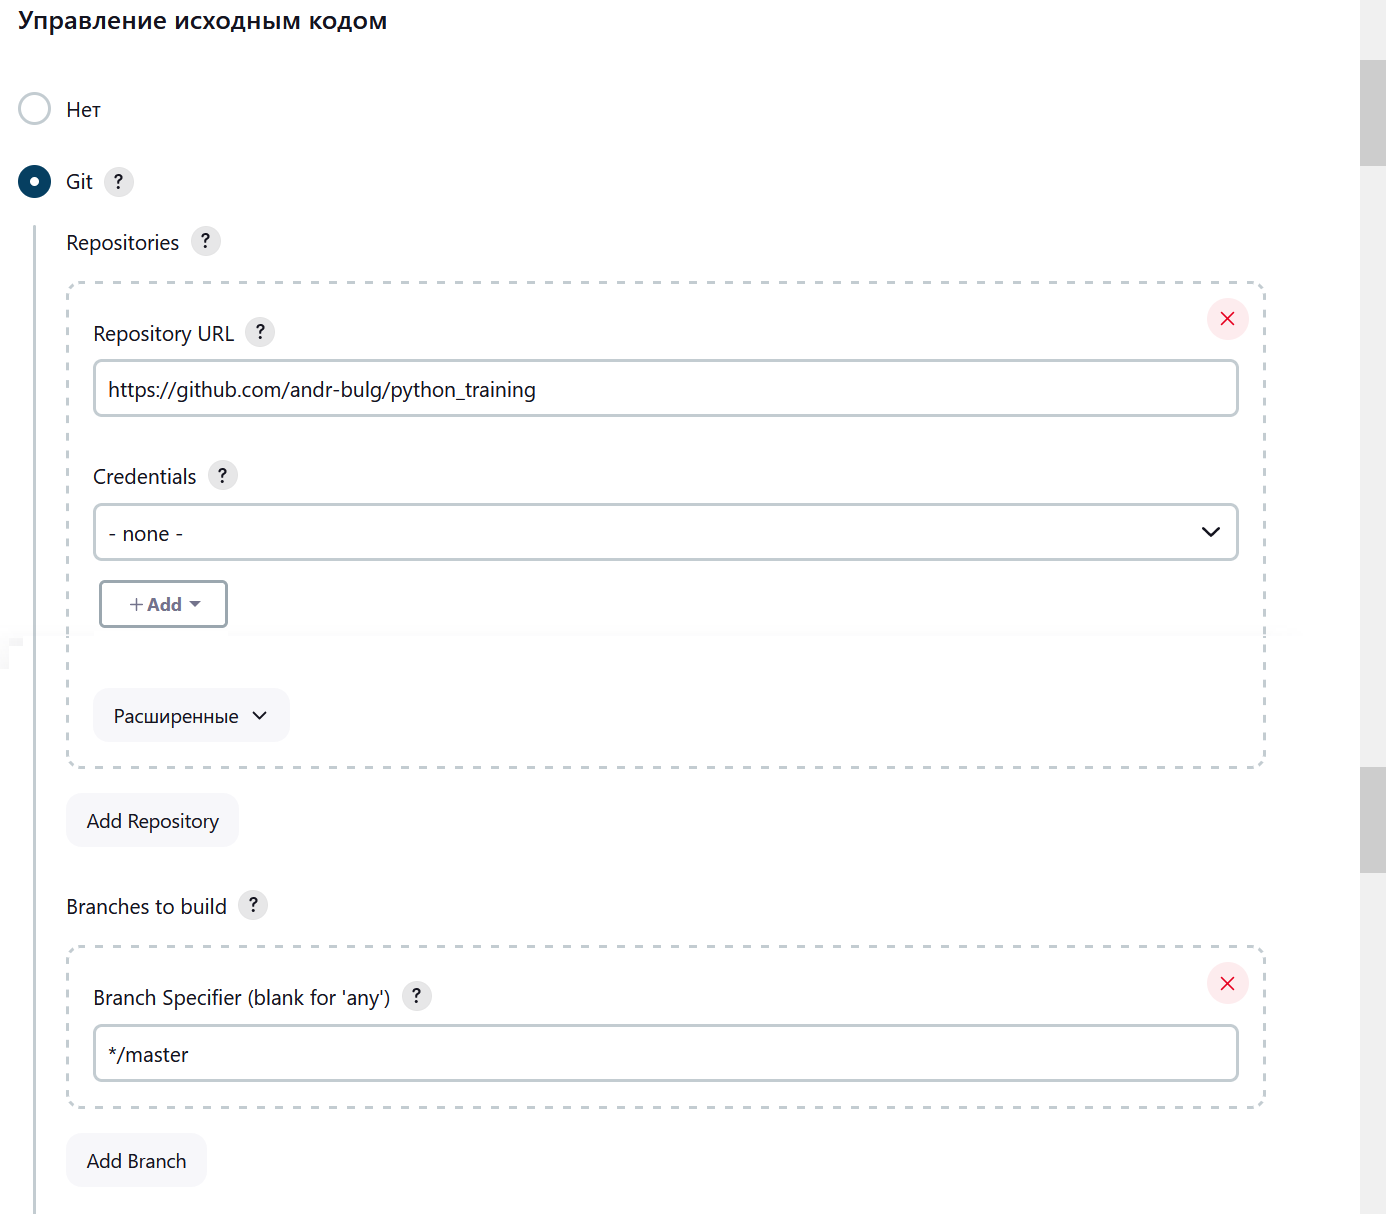 Управление исходным кодом
Нет
Git ?
Repositories ?
Repository URL ?
https://github.com/andr-bulg/python_training
Credentials ?
- none -
+ Add
Расширенные
Add Repository
Branches to build ?
Branch Specifier (blank for 'any') ?
*/master
Add Branch